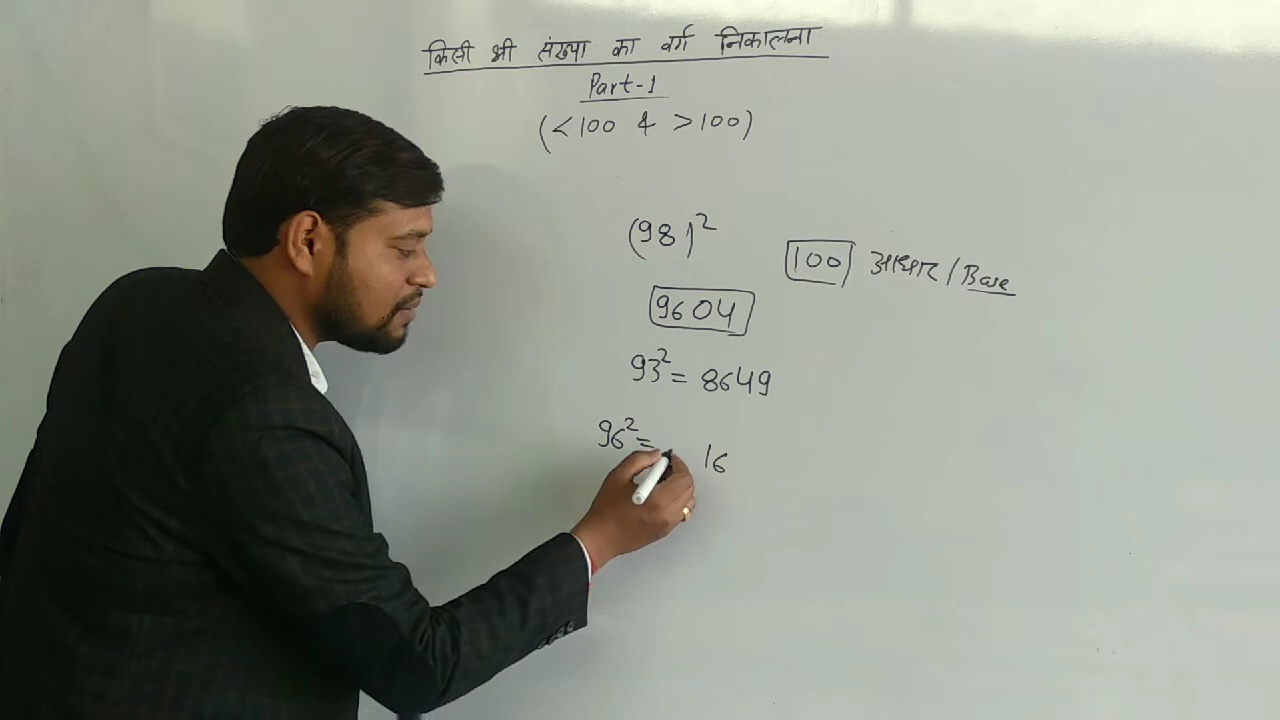 किसी भी संख्या का वर्ग निकालना
Part-1
(<100 & >100)
(98)²
100 आधार/Base
9604
93² = 8649
96² = 16